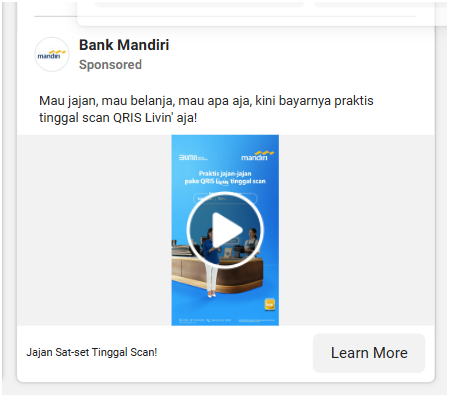 mandiri
Bank Mandiri
Sponsored
Mau jajan, mau belanja, mau apa aja, kini bayarnya praktis
tinggal scan QRIS Livin' aja!
BUMN
mandiri
Praktis jajan-jajan
pake QRIS Livin' tinggal scan
Jajan Sat-set Tinggal Scan!
Learn More